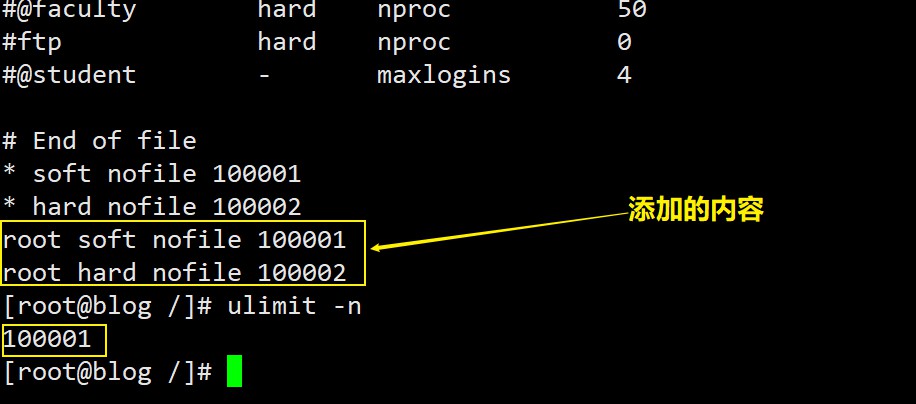 #@faculty        hard    nproc           50
#ftp             hard    nproc           0
#@student        -       maxlogins       4
# End of file
* soft nofile 100001
* hard nofile 100002
添加的内容
root soft nofile 100001
root hard nofile 100002
[root@blog /]# ulimit -n
100001
[root@blog /]#